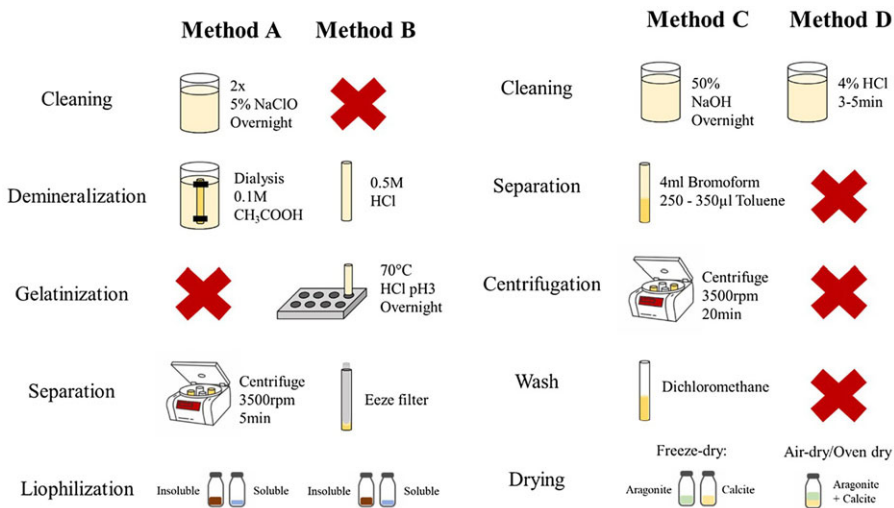 Method A
Method B
Cleaning
2x
5% NaClO
Overnight
Demineralization
Dialysis
0.1M
CH₃COOH
0.5M
HCl
Gelatinization
70°C
HCl pH3
Overnight
Separation
Centrifuge
3500rpm
5min
Eeze filter
Liophilization
Insoluble
Soluble
Insoluble
Soluble
Method C
Method D
Cleaning
50%
NaOH
Overnight
4% HCl
3-5min
Separation
4ml Bromoform
250 - 350µl Toluene
Centrifugation
Centrifuge
3500rpm
20min
Wash
Dichloromethane
Drying
Freeze-dry:
Aragonite
Calcite
Air-dry/Oven dry
Aragonite
+ Calcite